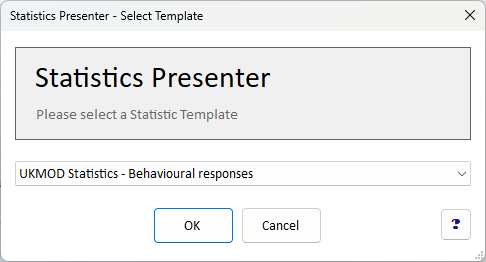 Statistics Presenter - Select Template
Statistics Presenter
Please select a Statistic Template
UKMOD Statistics - Behavioural responses
OK
Cancel
?